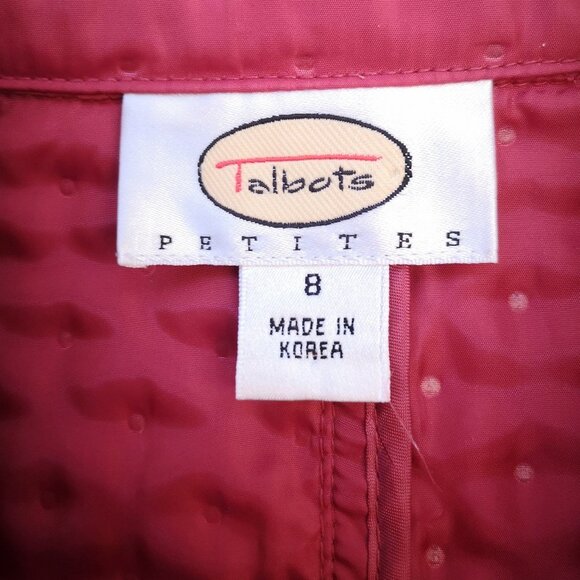 Talbots
PETITES
8
MADE IN
KOREA